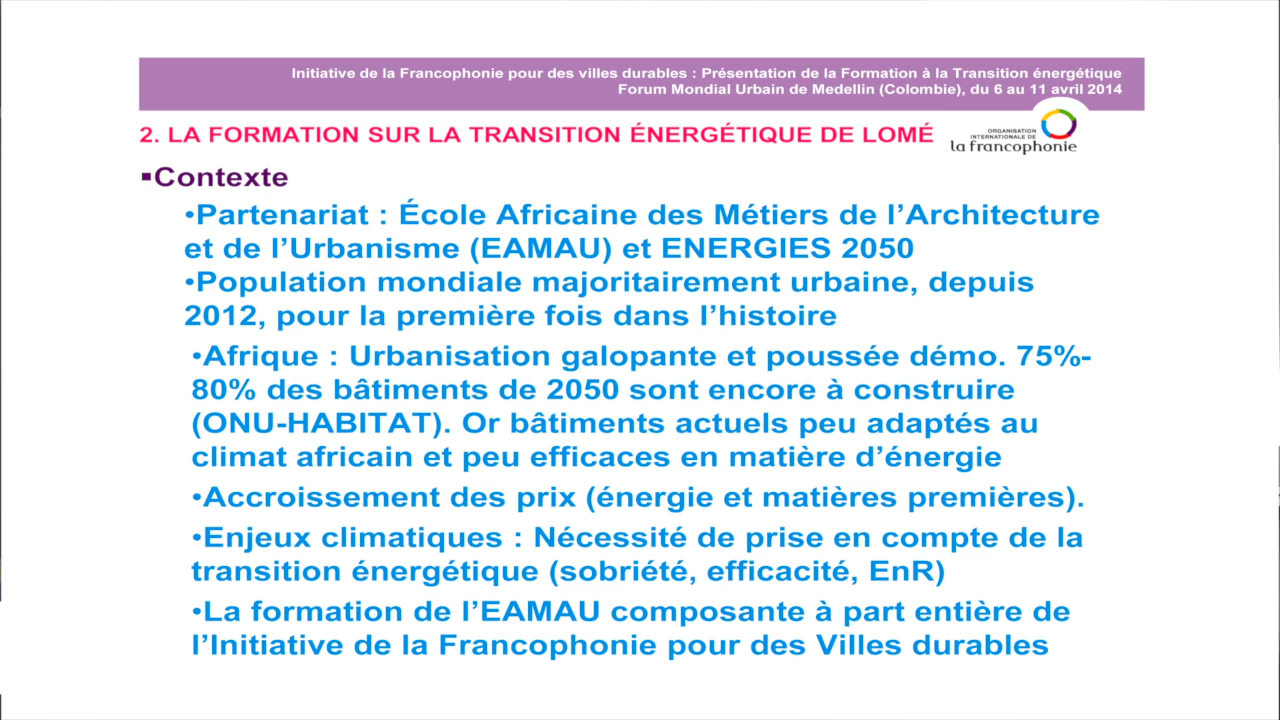 Initiative de la Francophonie pour des villes durables : Présentation de la Formation à la Transition énergétique
Forum Mondial Urbain de Medellin (Colombie), du 6 au 11 avril 2014
2. LA FORMATION SUR LA TRANSITION ÉNERGÉTIQUE DE LOMÉ
ORGANISATION
INTERNATIONALE DE
la francophonie
▪Contexte
•Partenariat : École Africaine des Métiers de l’Architecture
et de l’Urbanisme (EAMAU) et ENERGIES 2050
•Population mondiale majoritairement urbaine, depuis
2012, pour la première fois dans l’histoire
•Afrique : Urbanisation galopante et poussée démo. 75%-
80% des bâtiments de 2050 sont encore à construire
(ONU-HABITAT). Or bâtiments actuels peu adaptés au
climat africain et peu efficaces en matière d’énergie
•Accroissement des prix (énergie et matières premières).
•Enjeux climatiques : Nécessité de prise en compte de la
transition énergétique (sobriété, efficacité, EnR)
•La formation de l’EAMAU composante à part entière de
l’Initiative de la Francophonie pour des Villes durables